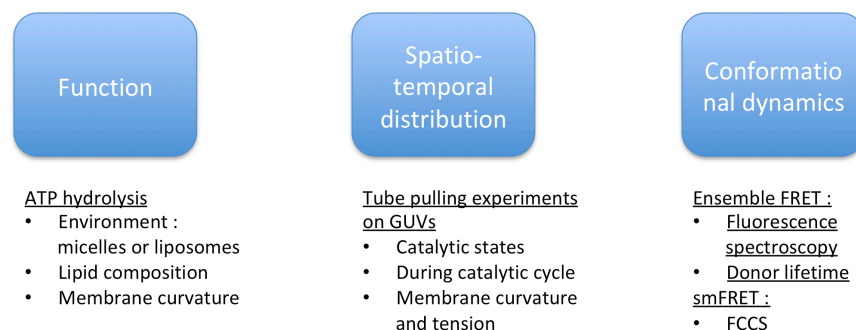 Function
Spatio-
temporal
distribution
Conformatio
nal dynamics
ATP hydrolysis
• Environment :
micelles or liposomes
• Lipid composition
• Membrane curvature
Tube pulling experiments
on GUVs
• Catalytic states
• During catalytic cycle
• Membrane curvature
and tension
Ensemble FRET :
• Fluorescence
spectroscopy
• Donor lifetime
smFRET :
• FCCS